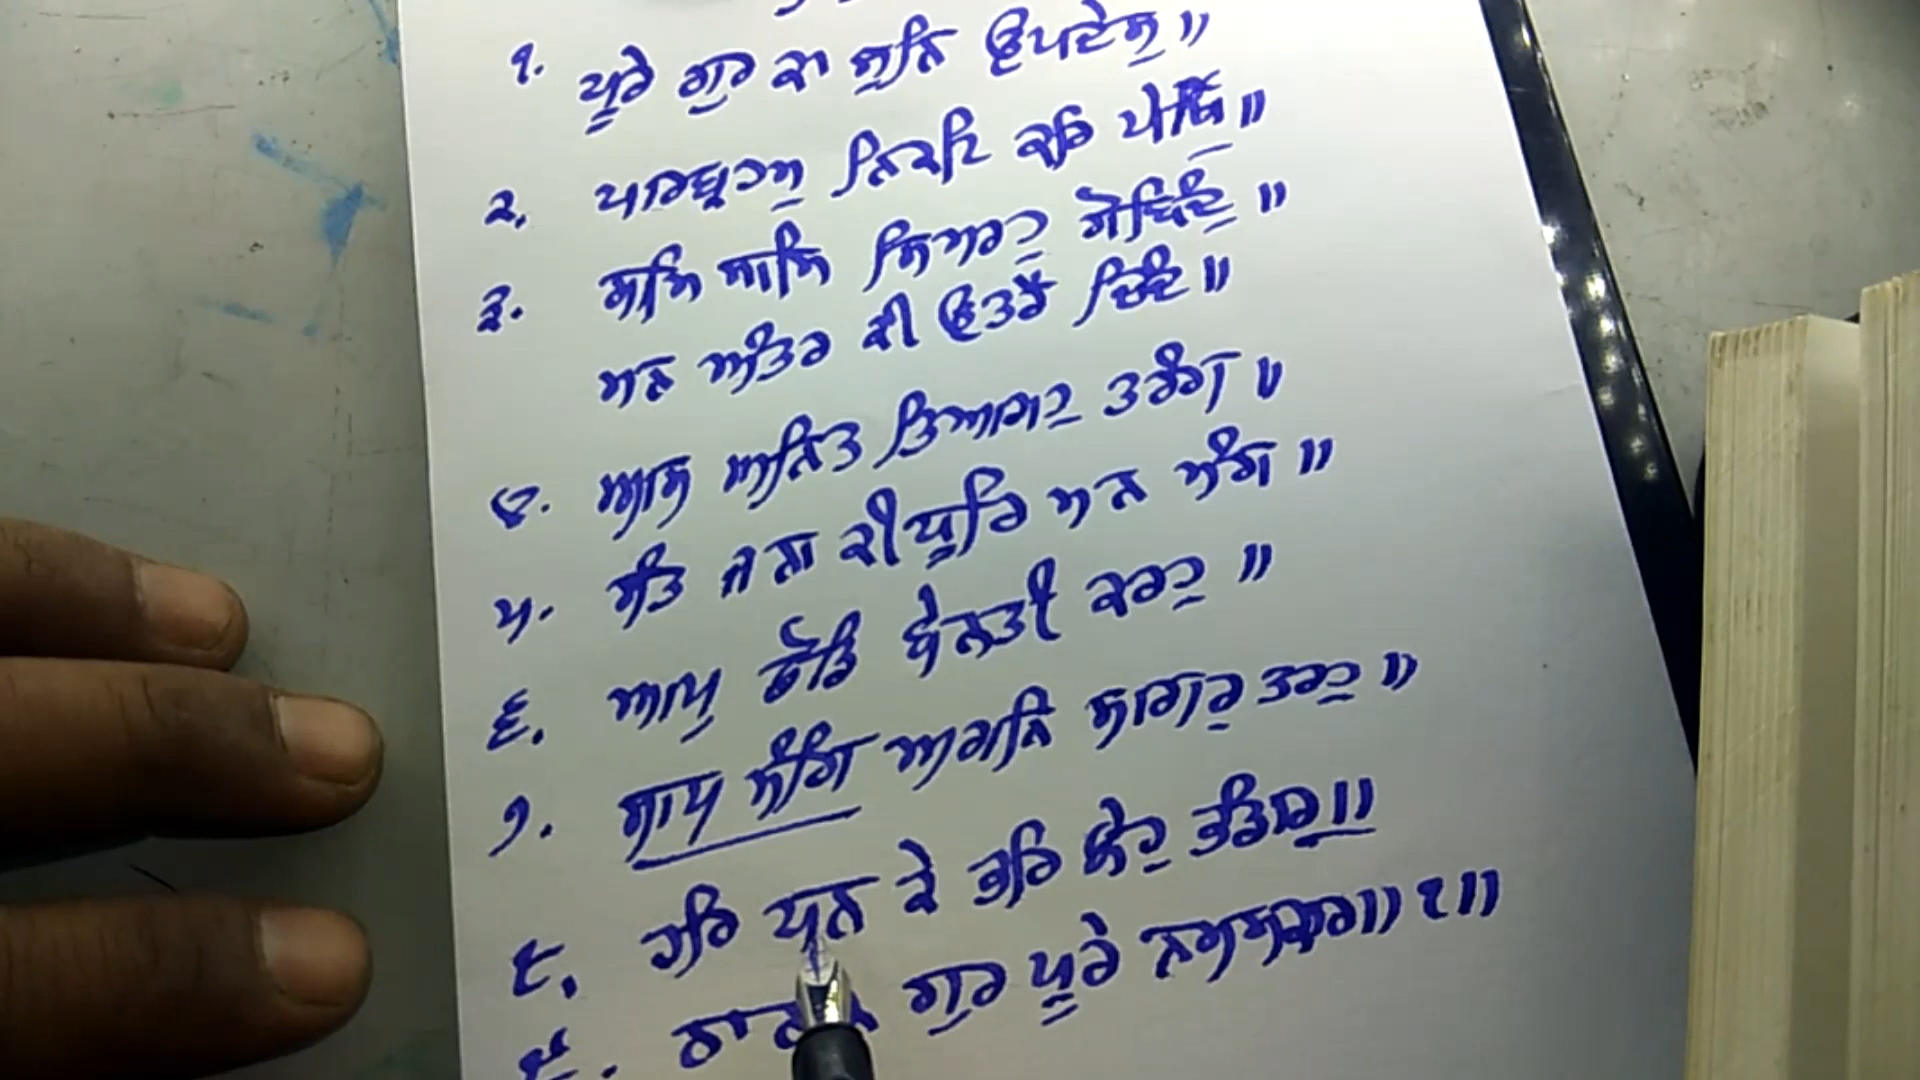 ੧. ਪੂਰੇ ਗੁਰ ਕਾ ਸੁਨਿ ਉਪਦੇਸੁ॥
੨. ਪਾਰਬ੍ਰਹਮੁ ਨਿਕਟਿ ਕਰਿ ਪੇਖੁ॥
੩. ਸਾਸਿ ਸਾਸਿ ਸਿਮਰਹੁ ਗੋਬਿੰਦੁ॥
ਮਨ ਅੰਤਰ ਕੀ ਉਤਰੈ ਚਿੰਦ॥
੪. ਆਸ ਅਨਿਤ ਤਿਆਗਹੁ ਤਰੰਗ॥
੫. ਸੰਤ ਜਨਾ ਕੀ ਧੂਰਿ ਮਨ ਮੰਗ॥
੬. ਆਪੁ ਛੋਡਿ ਬੇਨਤੀ ਕਰਹੁ॥
੭. ਸਾਧ ਸੰਗਿ ਅਗਨਿ ਸਾਗਰੁ ਤਰਹੁ॥
੮. ਹਰਿ ਧਨ ਕੇ ਭਰਿ ਲੇਹੁ ਭੰਡਾਰ॥
੯. ਨਾਨਕ ਗੁਰ ਪੂਰੇ ਨਮਸਕਾਰ॥੧॥